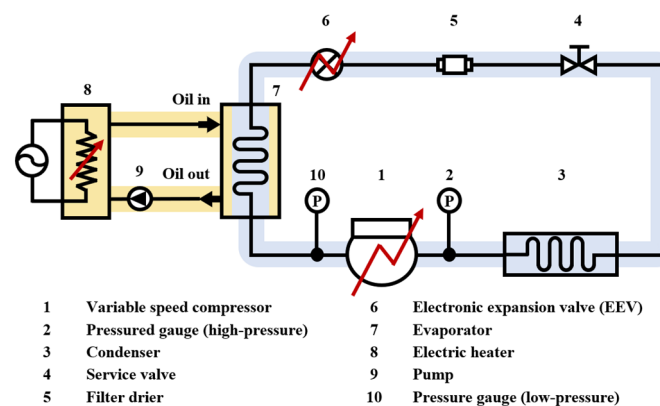 6 5 4
8 Oil in 7
Oil out
9 10 1 2 3
P P
1 Variable speed compressor
2 Pressured gauge (high-pressure)
3 Condenser
4 Service valve
5 Filter drier
6 Electronic expansion valve (EEV)
7 Evaporator
8 Electric heater
9 Pump
10 Pressure gauge (low-pressure)